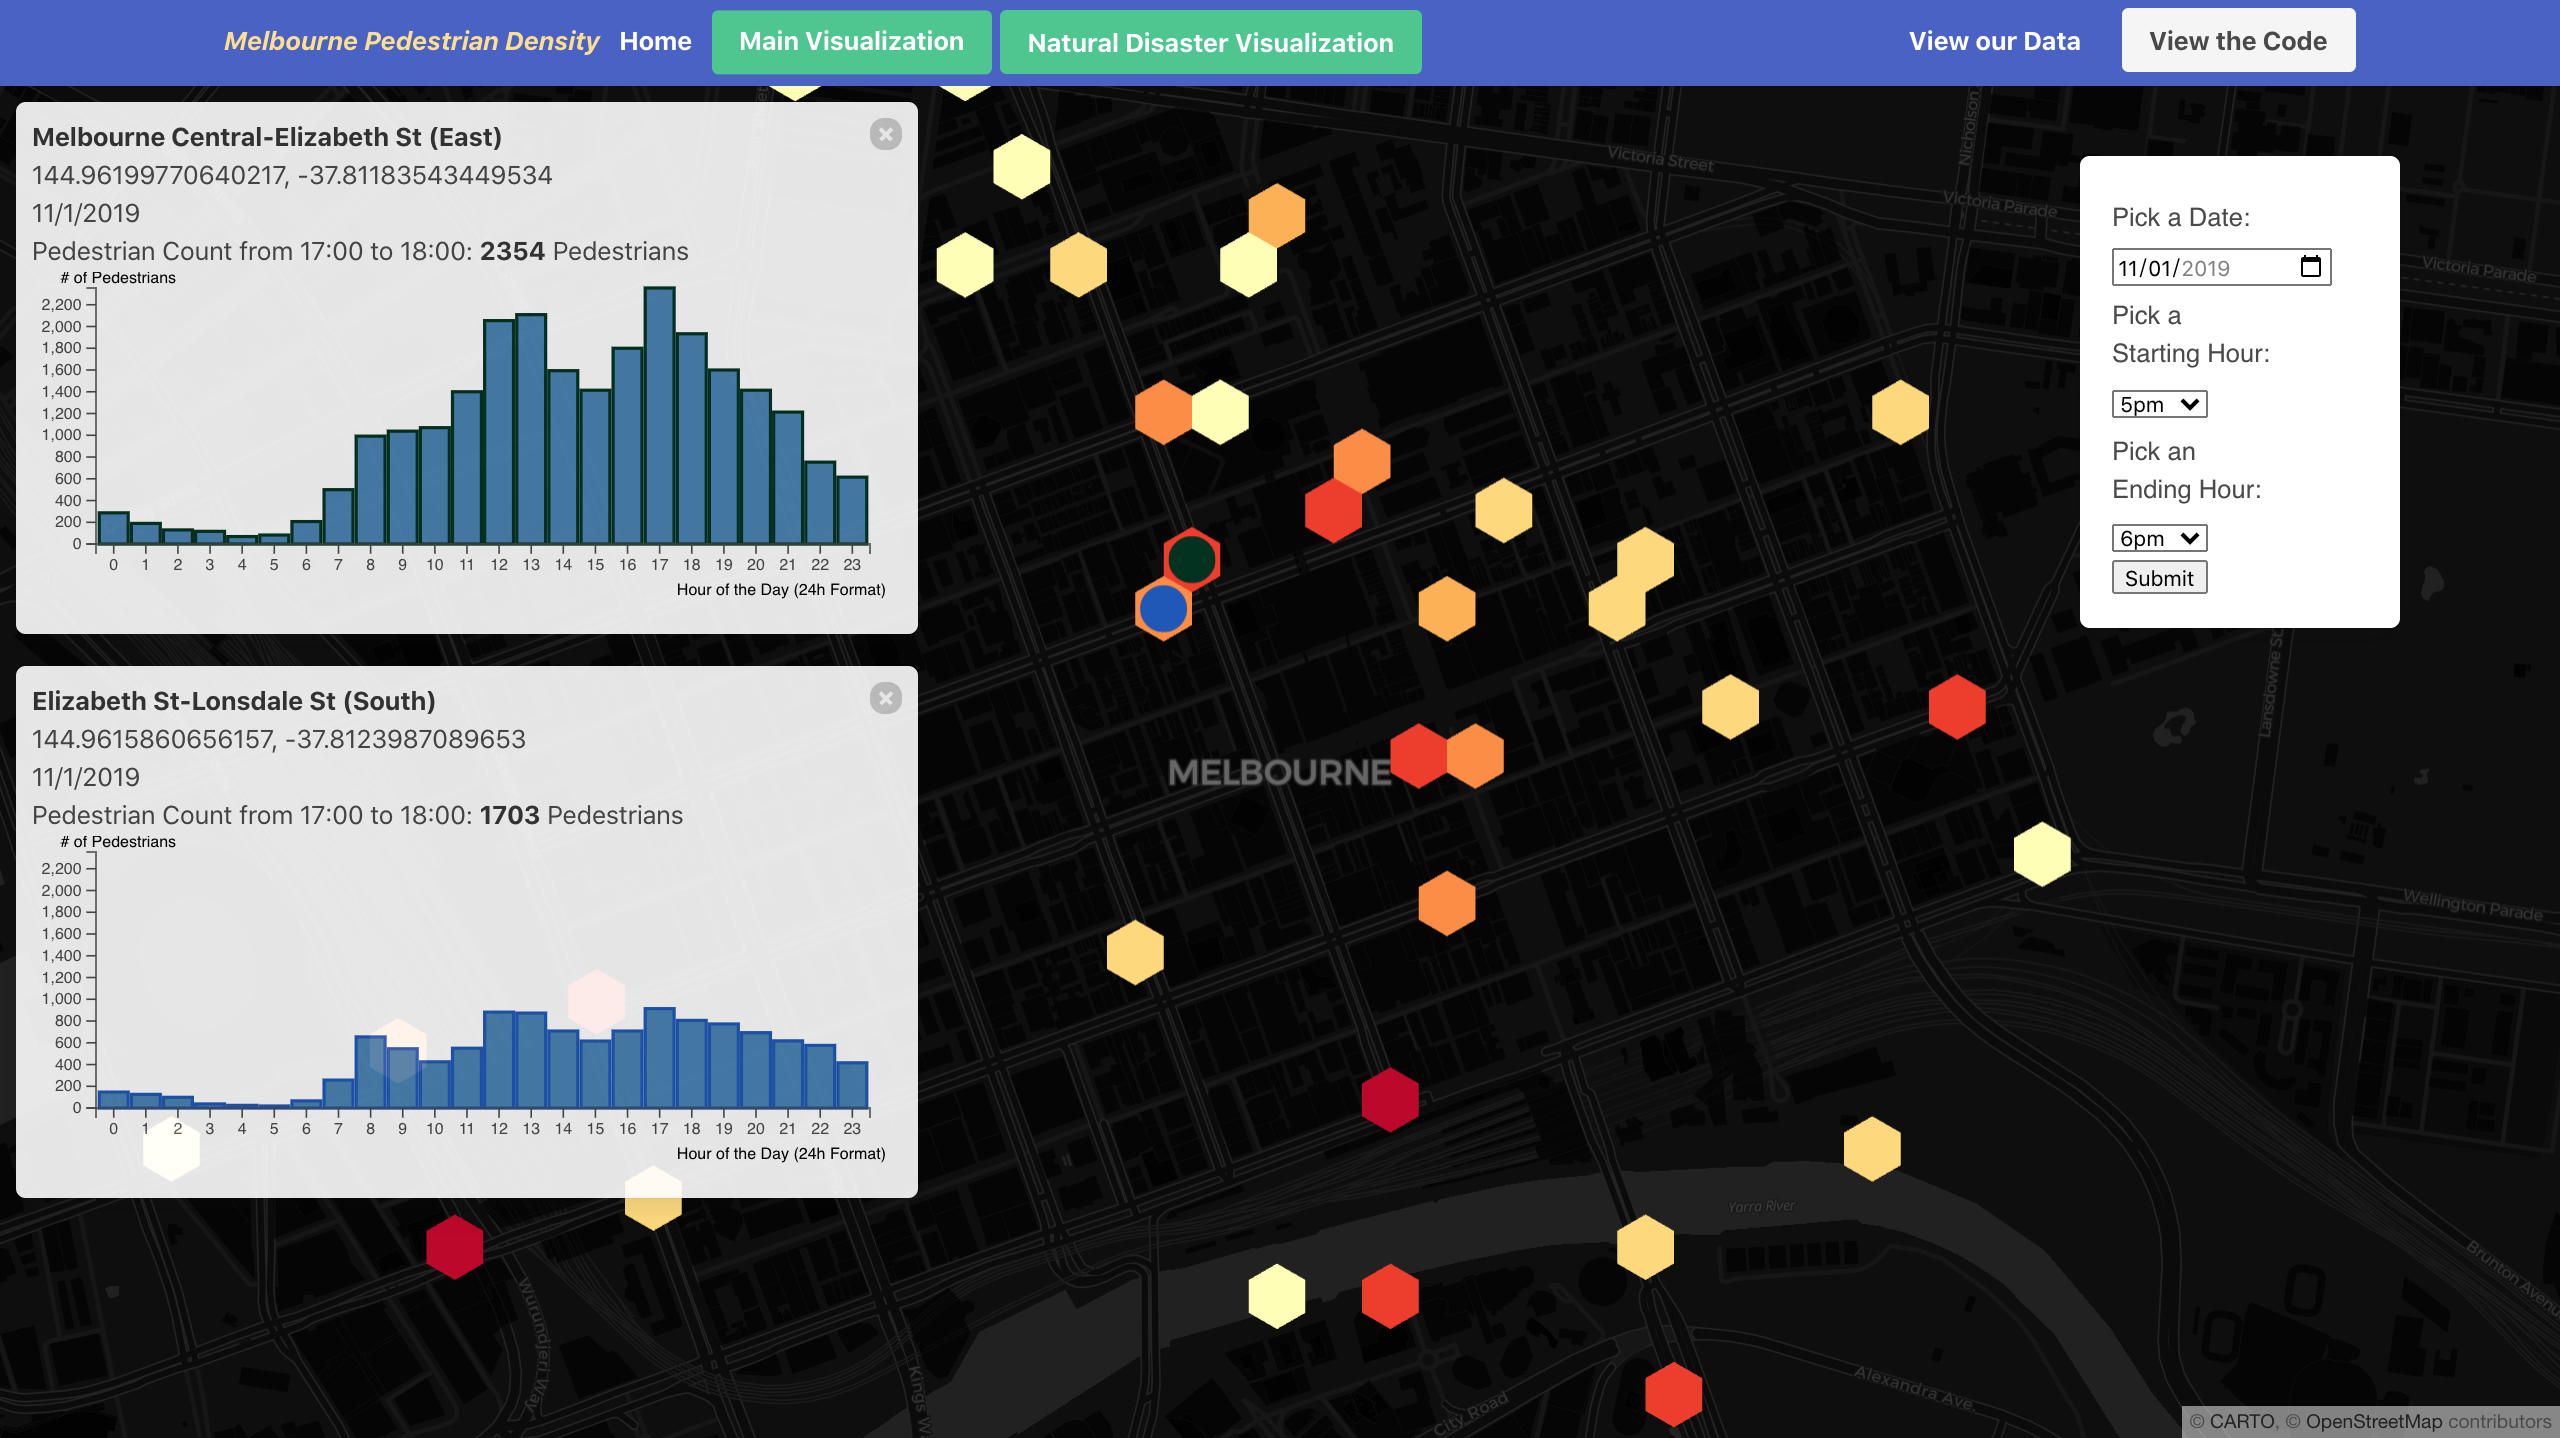 Melbourne Pedestrian Density Home Main Visualization Natural Disaster Visualization View our Data View the Code
Melbourne Central-Elizabeth St (East)
144.96199770640217, -37.81183543449534
11/1/2019
Pedestrian Count from 17:00 to 18:00: 2354 Pedestrians
# of Pedestrians
2,200
2,000
1,800
1,600
1,400
1,200
1,000
800
600
400
200
0
0 1 2 3 4 5 6 7 8 9 10 11 12 13 14 15 16 17 18 19 20 21 22 23
Hour of the Day (24h Format)
Elizabeth St-Lonsdale St (South)
144.9615860656157, -37.8123987089653
11/1/2019
Pedestrian Count from 17:00 to 18:00: 1703 Pedestrians
# of Pedestrians
2,200
2,000
1,800
1,600
1,400
1,200
1,000
800
600
400
200
0
0 1 2 3 4 5 6 7 8 9 10 11 12 13 14 15 16 17 18 19 20 21 22 23
Hour of the Day (24h Format)
Pick a Date:
11/01/2019
Pick a
Starting Hour:
5pm
Pick an
Ending Hour:
6pm
Submit
Victoria Street
Nicholson
Victoria Parade
Victoria Parade
Lansdowne St
MELBOURNE
Wellington Parade
Yarra River
Brunton Avenue
Wurundjeri Way
Kings W
City Road
Alexandra Ave.
© CARTO, © OpenStreetMap contributors